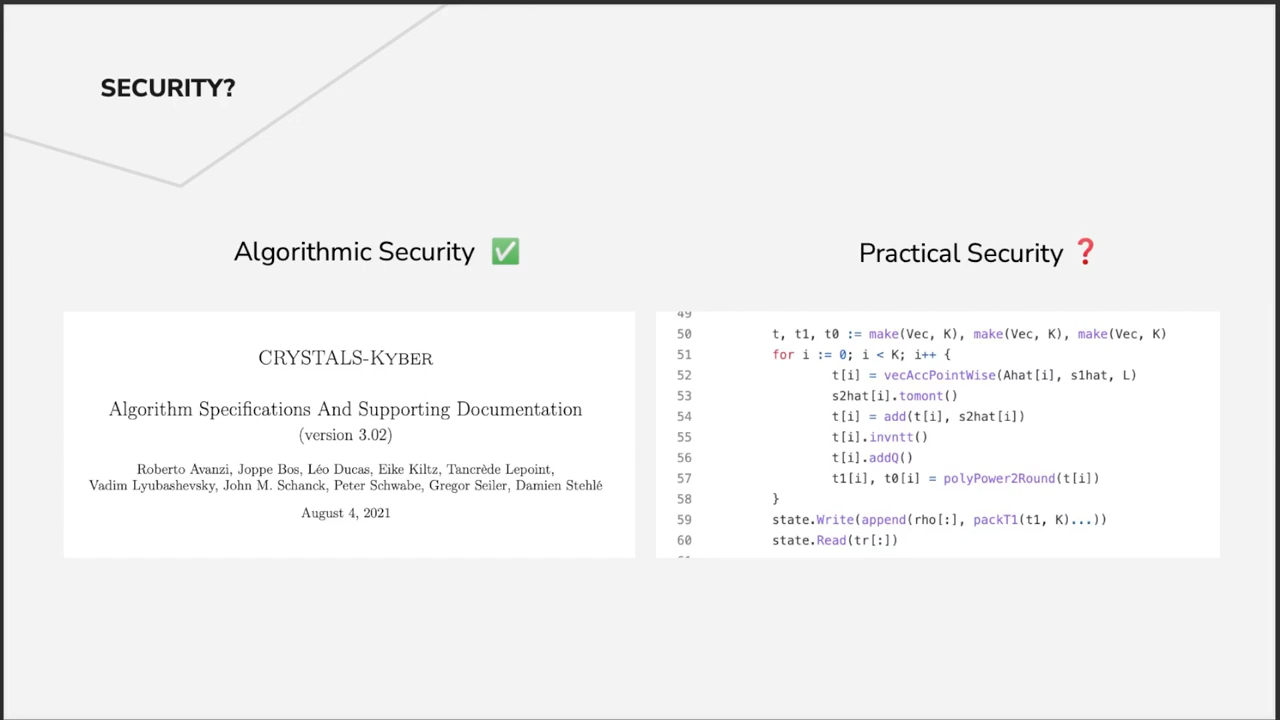 SECURITY?
Algorithmic Security ✅
Practical Security ❓
CRYSTALS-KYBER
Algorithm Specifications And Supporting Documentation
(version 3.02)
Roberto Avanzi, Joppe Bos, Léo Ducas, Eike Kiltz, Tancrède Lepoint,
Vadim Lyubashevsky, John M. Schanck, Peter Schwabe, Gregor Seiler, Damien Stehlé
August 4, 2021
49
50 t, t1, t0 := make(Vec, K), make(Vec, K), make(Vec, K)
51 for i := 0; i < K; i++ {
52 t[i] = vecAccPointWise(Ahat[i], s1hat, L)
53 s2hat[i].tomont()
54 t[i] = add(t[i], s2hat[i])
55 t[i].invntt()
56 t[i].addQ()
57 t1[i], t0[i] = polyPower2Round(t[i])
58 }
59 state.Write(append(rho[:], packT1(t1, K)...))
60 state.Read(tr[:])